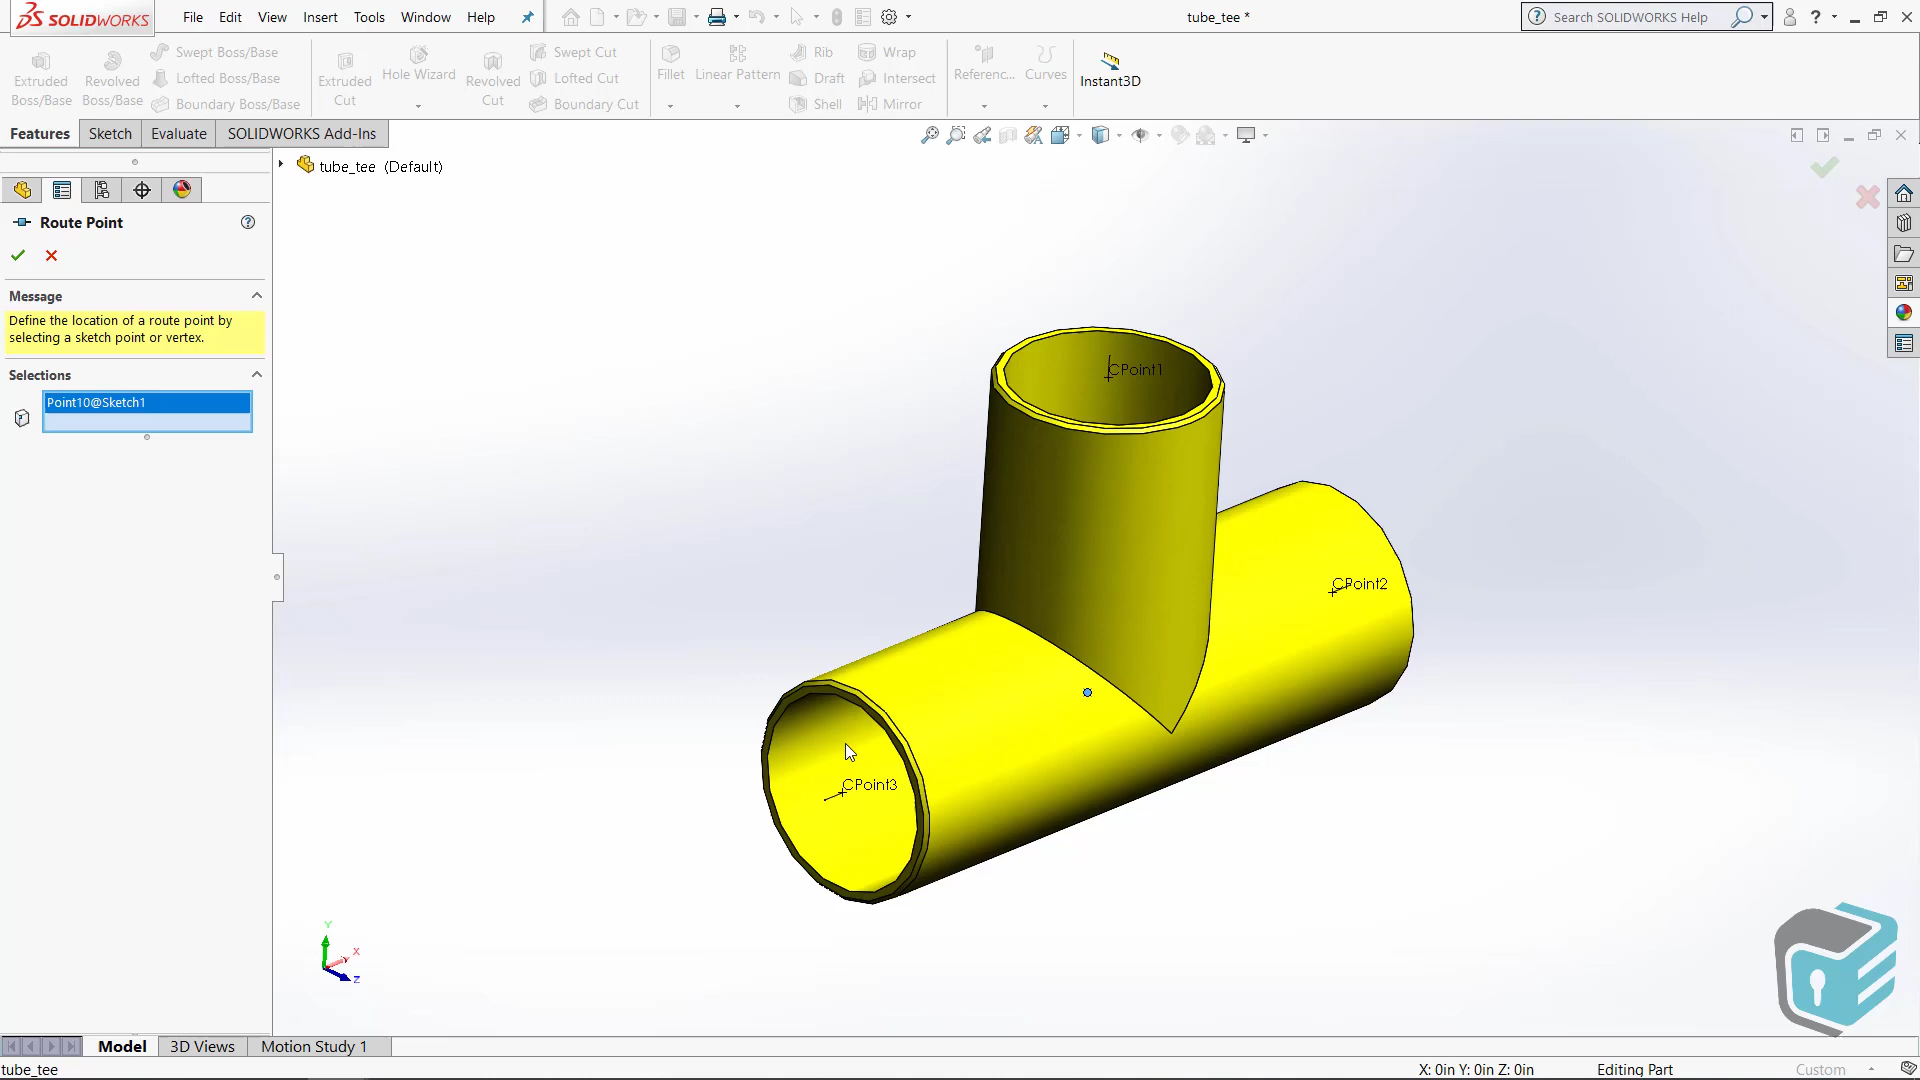 SOLIDWORKS File Edit View Insert Tools Window Help tube_tee * Search SOLIDWORKS Help
Extruded Boss/Base
Revolved Boss/Base
Swept Boss/Base
Lofted Boss/Base
Boundary Boss/Base
Extruded Cut
Hole Wizard
Revolved Cut
Swept Cut
Lofted Cut
Boundary Cut
Fillet
Linear Pattern
Rib
Draft
Shell
Wrap
Intersect
Mirror
Referenc...
Curves
Instant3D
Features Sketch Evaluate SOLIDWORKS Add-Ins
tube_tee (Default)
Route Point
Message
Define the location of a route point by
selecting a sketch point or vertex.
Selections
Point10@Sketch1
CPoint1
CPoint2
CPoint3
Y
X
Z
Model 3D Views Motion Study 1
tube_tee X: 0in Y: 0in Z: 0in Editing Part Custom